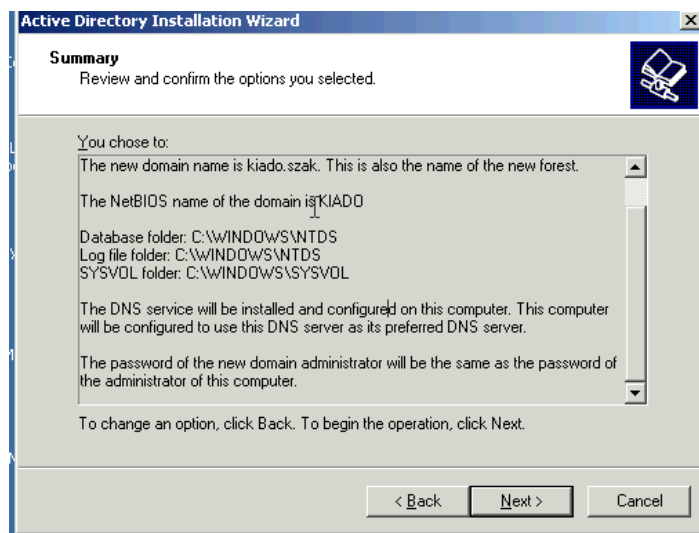 Active Directory Installation Wizard
Summary
Review and confirm the options you selected.
You chose to:
The new domain name is kiado.szak. This is also the name of the new forest.
The NetBIOS name of the domain is KIADO
Database folder: C:\WINDOWS\NTDS
Log file folder: C:\WINDOWS\NTDS
SYSVOL folder: C:\WINDOWS\SYSVOL
The DNS service will be installed and configured on this computer. This computer
will be configured to use this DNS server as its preferred DNS server.
The password of the new domain administrator will be the same as the password of
the administrator of this computer.
To change an option, click Back. To begin the operation, click Next.
< Back
Next >
Cancel